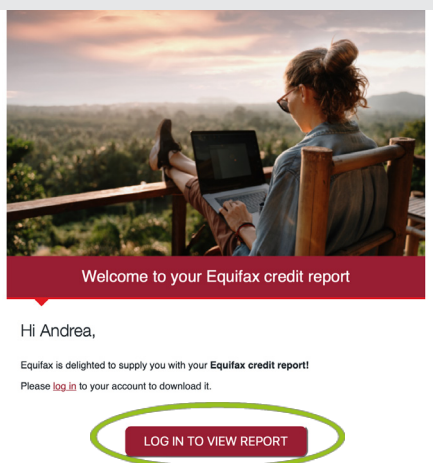 Welcome to your Equifax credit report
Hi Andrea,
Equifax is delighted to supply you with your Equifax credit report!
Please log in to your account to download it.
LOG IN TO VIEW REPORT